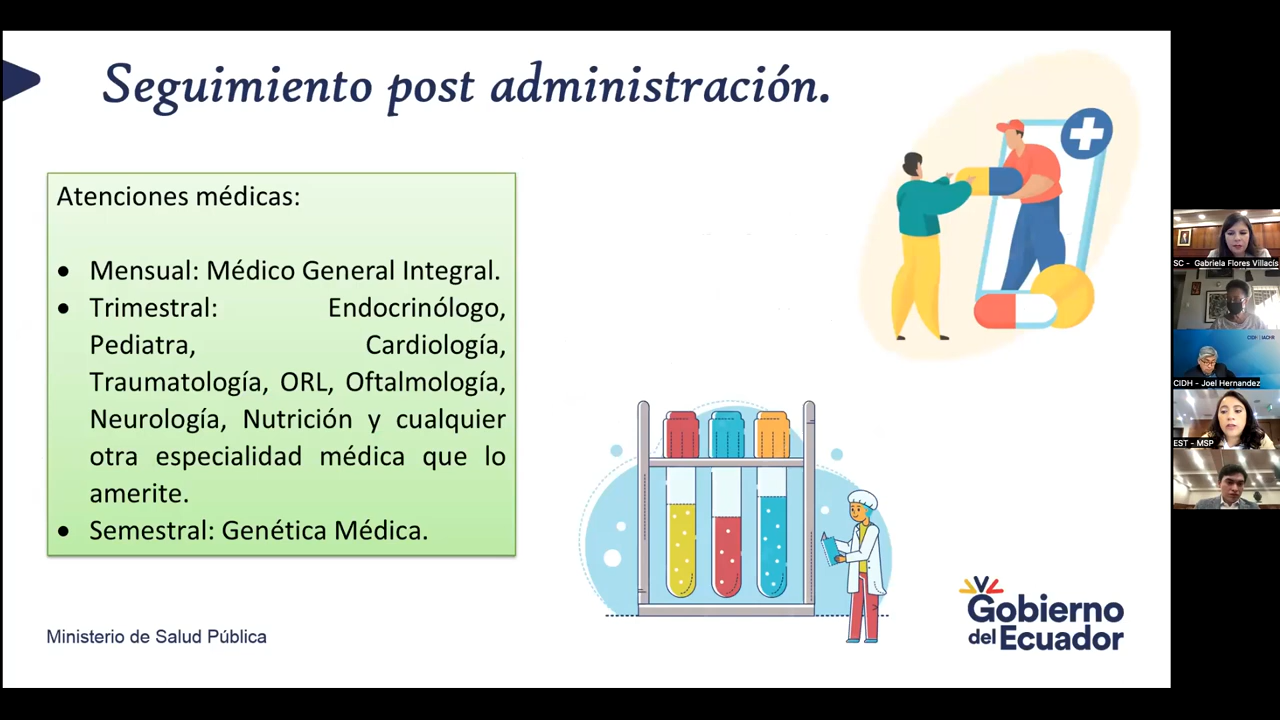 Seguimiento post administración.
Atenciones médicas:
• Mensual: Médico General Integral.
• Trimestral: Endocrinólogo,
Pediatra, Cardiología,
Traumatología, ORL, Oftalmología,
Neurología, Nutrición y cualquier
otra especialidad médica que lo
amerite.
• Semestral: Genética Médica.
Ministerio de Salud Pública
Gobierno
del Ecuador
SC - Gabriela Flores Villacís
CIDH IACHR
CIDH - Joel Hernandez
EST - MSP